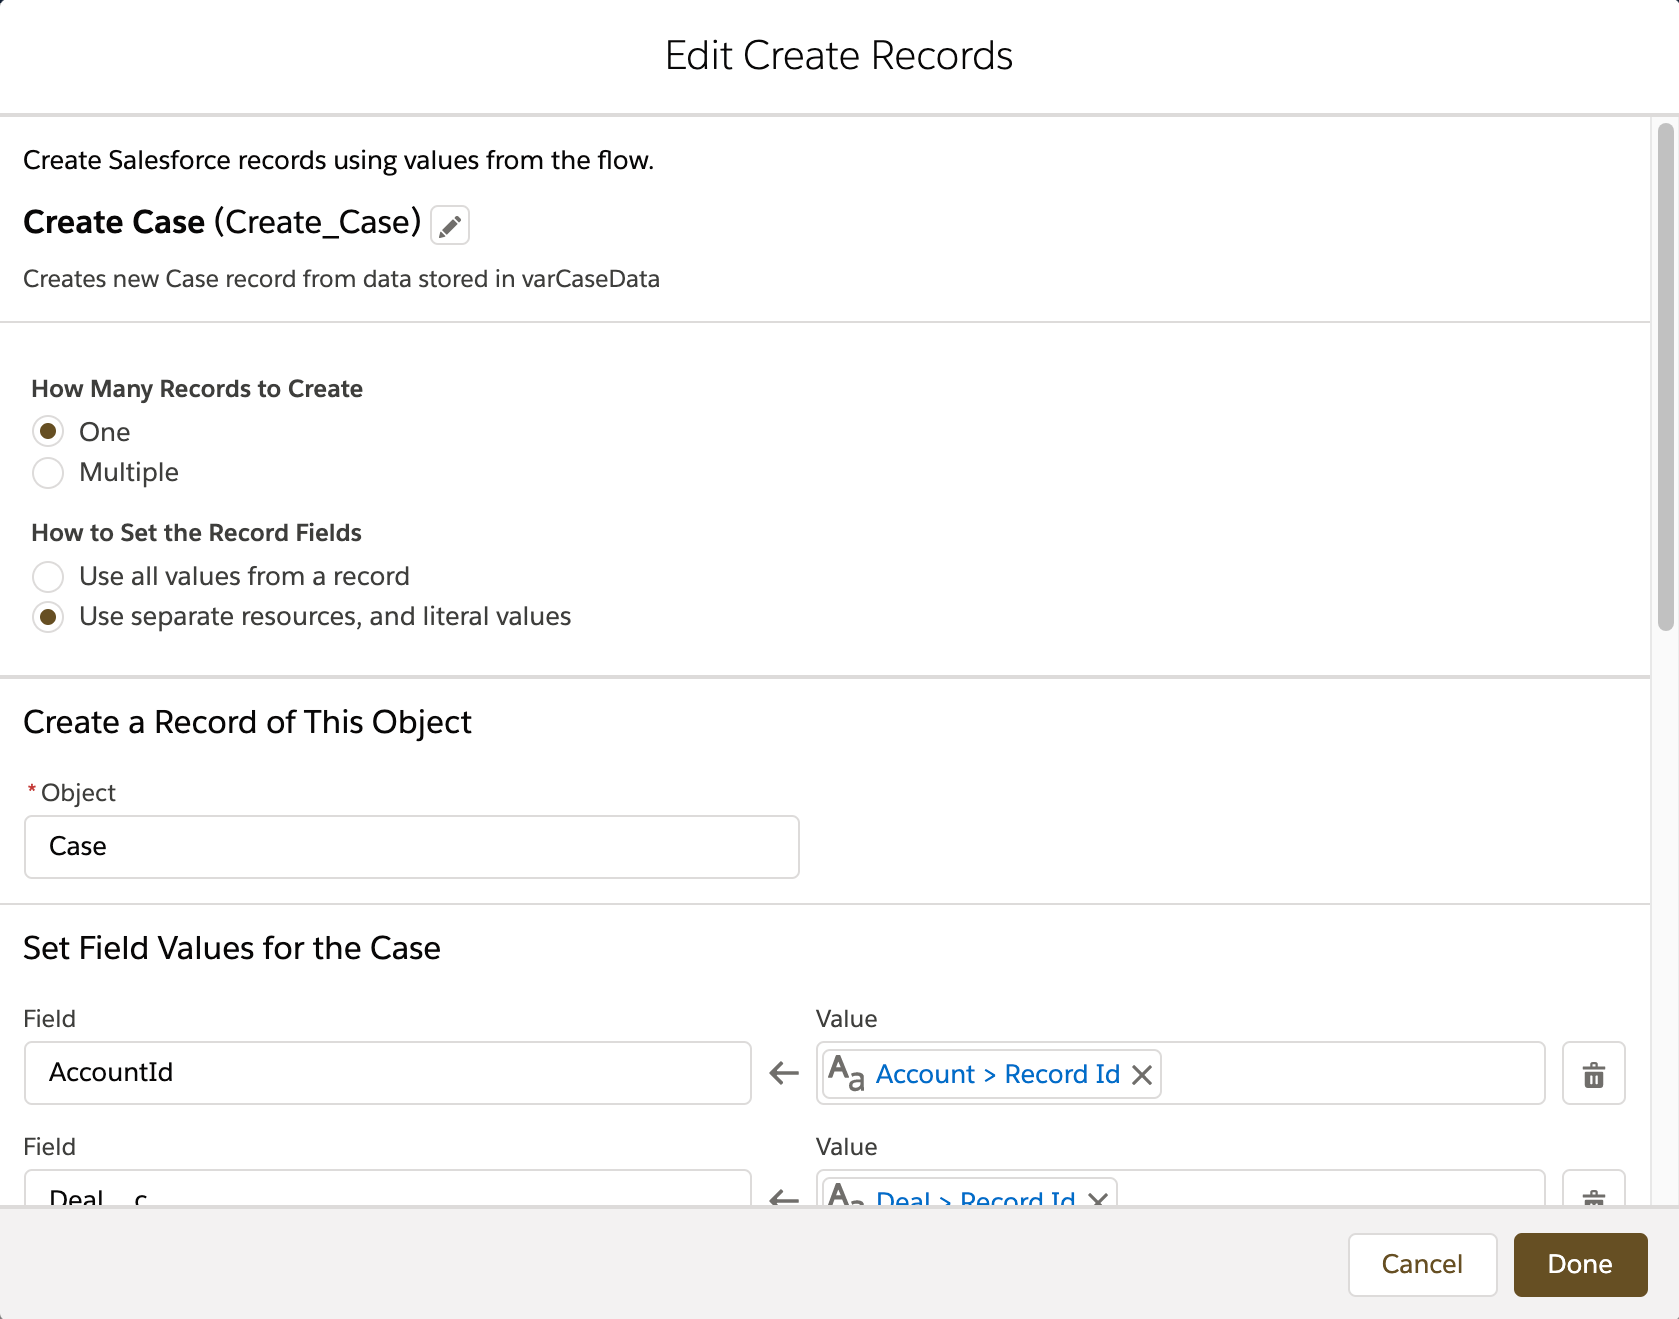 Edit Create Records
Create Salesforce records using values from the flow.
Create Case (Create_Case)
Creates new Case record from data stored in varCaseData
How Many Records to Create
One
Multiple
How to Set the Record Fields
Use all values from a record
Use separate resources, and literal values
Create a Record of This Object
* Object
Case
Set Field Values for the Case
Field Value
AccountId Aa Account > Record Id
Field Value
Deal__c Aa Deal > Record Id
Cancel Done